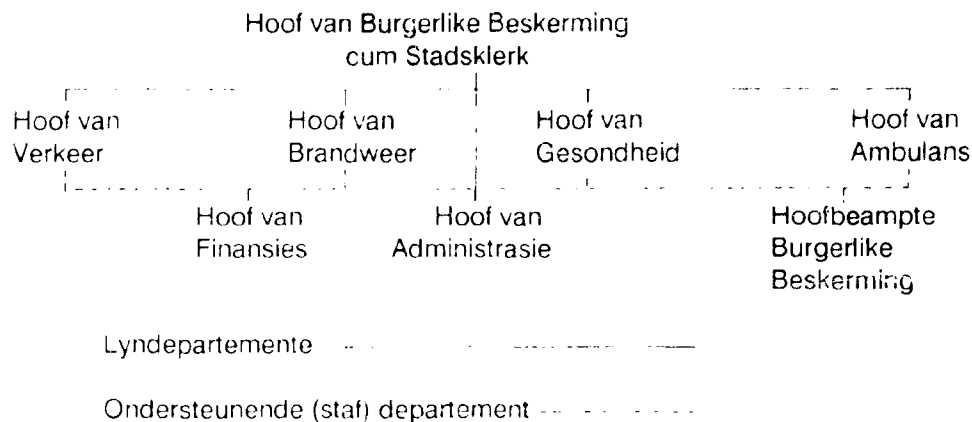 Hoof van Burgerlike Beskerming
cum Stadsklerk
Hoof van
Verkeer
Hoof van
Brandweer
Hoof van
Gesondheid
Hoof van
Ambulans
Hoof van
Finansies
Hoof van
Administrasie
Hoofbeampte
Burgerlike
Beskerming
Lyndepartemente
Ondersteunende (staf) departement